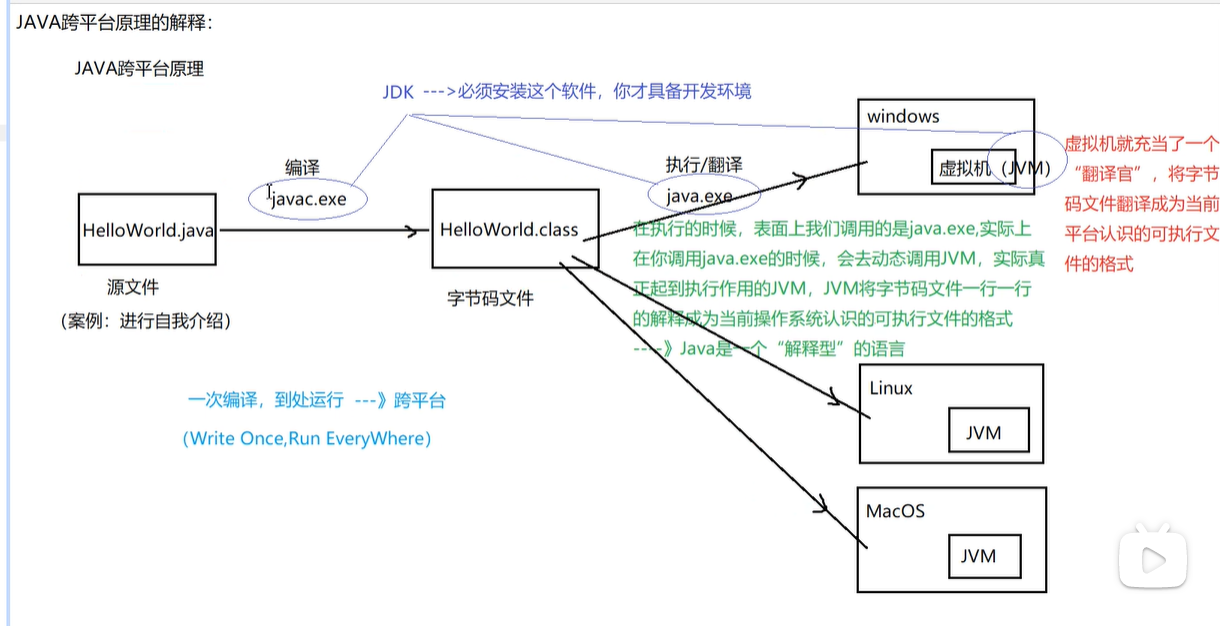 JAVA跨平台原理的解释：
JAVA跨平台原理
JDK --->必须安装这个软件，你才具备开发环境
编译
javac.exe
HelloWorld.java
源文件
（案例：进行自我介绍）
HelloWorld.class
字节码文件
执行/翻译
java.exe
windows
虚拟机（JVM）
虚拟机就充当了一个
“翻译官”，将字节
码文件翻译成为当前
平台认识的可执行文
件的格式
在执行的时候，表面上我们调用的是java.exe,实际上
在你调用java.exe的时候，会去动态调用JVM，实际真
正起到执行作用的JVM，JVM将字节码文件一行一行
的解释成为当前操作系统认识的可执行文件的格式
----》Java是一个“解释型”的语言
一次编译，到处运行 ---》跨平台
（Write Once,Run EveryWhere）
Linux
JVM
MacOS
JVM